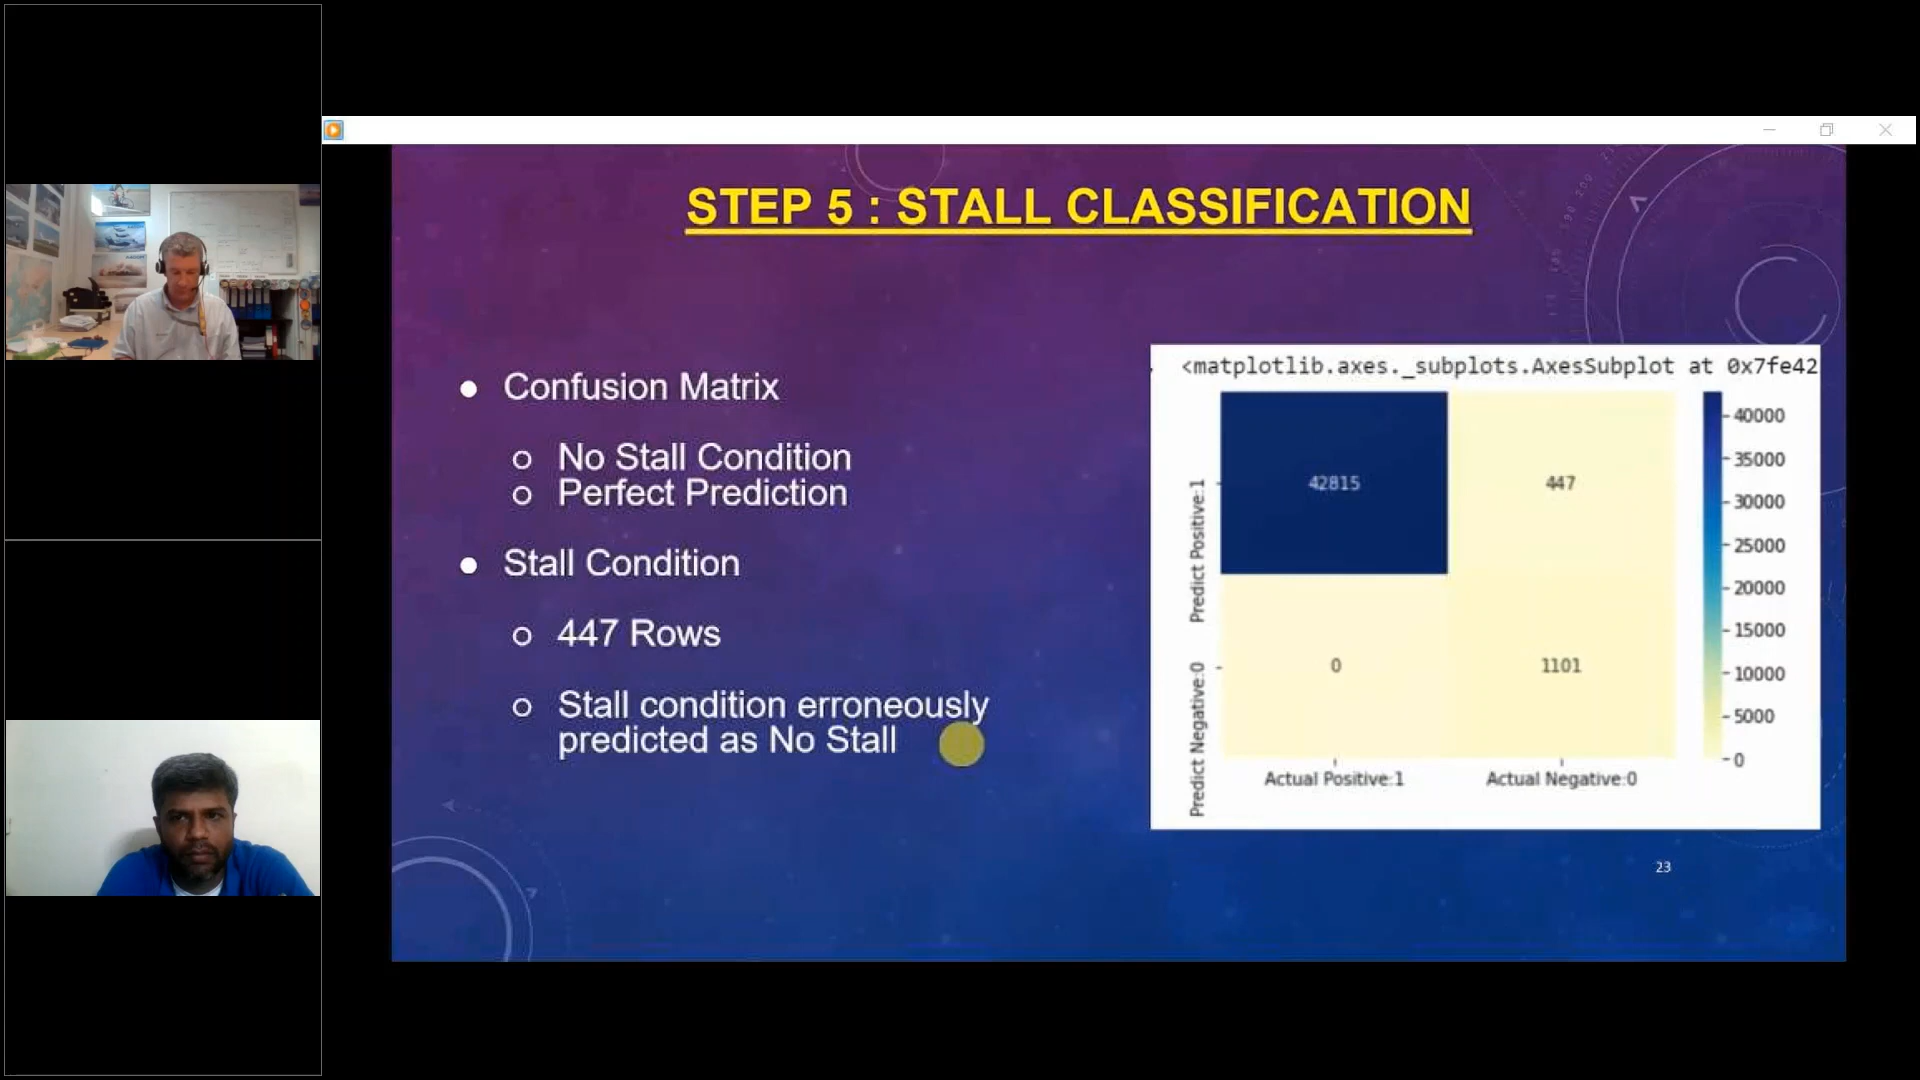 STEP 5 : STALL CLASSIFICATION
● Confusion Matrix
o No Stall Condition
o Perfect Prediction
● Stall Condition
o 447 Rows
o Stall condition erroneously
predicted as No Stall
<matplotlib.axes._subplots.AxesSubplot at 0x7fe42
42815
447
0
1101
Predict Positive:1
Predict Negative:0
Actual Positive:1
Actual Negative:0
40000
35000
30000
25000
20000
15000
10000
5000
0
23